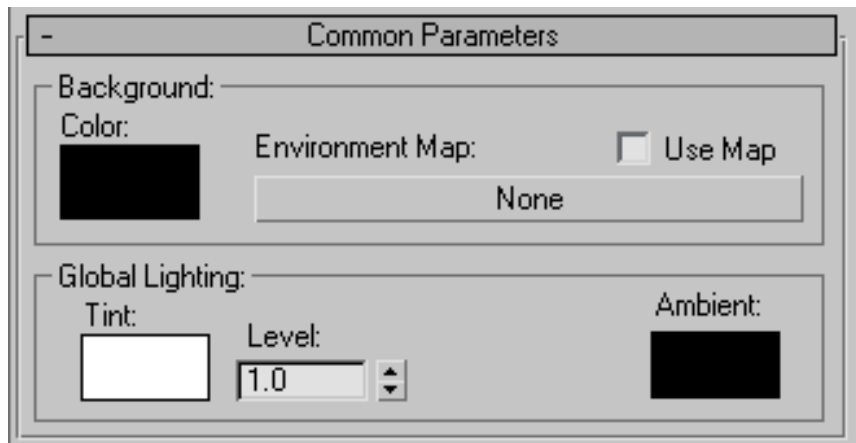 - Common Parameters
Background:
Color:
Environment Map: Use Map
None
Global Lighting:
Tint:
Level:
Ambient:
1.0